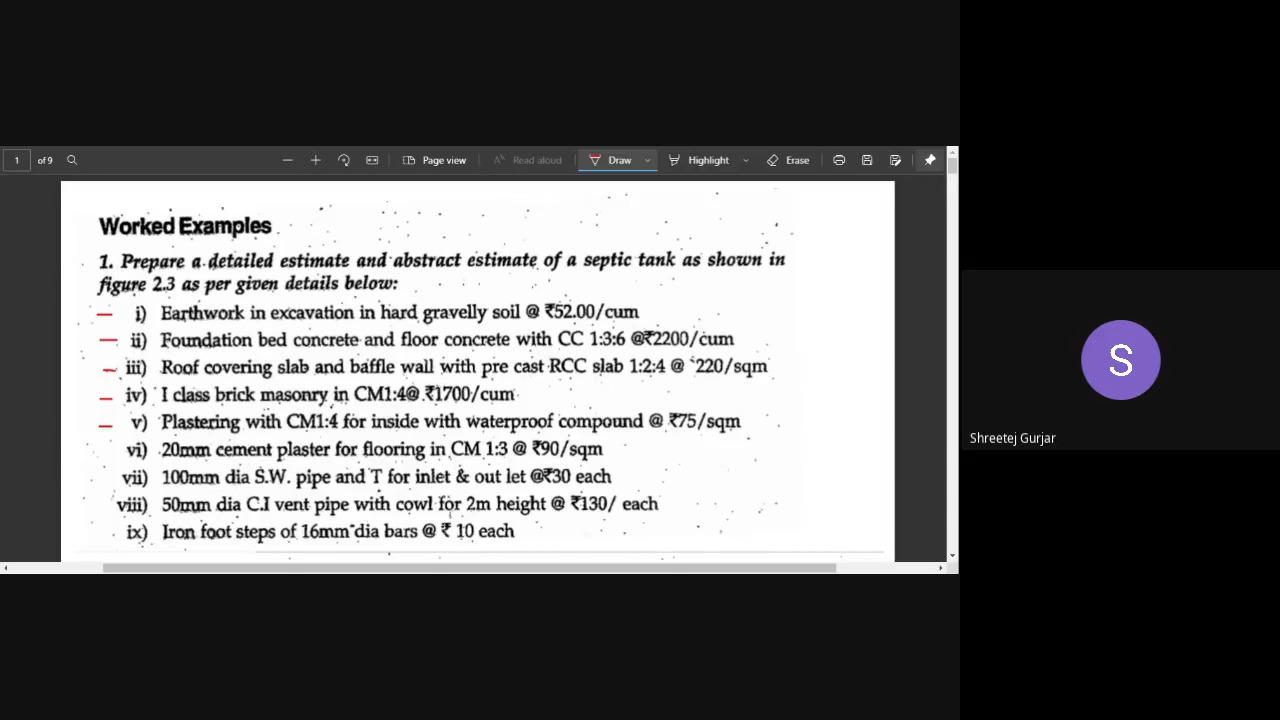 1 of 9 Page view Read aloud Draw Highlight Erase
Worked Examples
1. Prepare a detailed estimate and abstract estimate of a septic tank as shown in
figure 2.3 as per given details below:
i) Earthwork in excavation in hard gravelly soil @ ₹52.00/cum
ii) Foundation bed concrete and floor concrete with CC 1:3:6 @₹2200/cum
iii) Roof covering slab and baffle wall with pre cast RCC slab 1:2:4 @ 220/sqm
iv) I class brick masonry in CM1:4@ ₹1700/cum
v) Plastering with CM1:4 for inside with waterproof compound @ ₹75/sqm
vi) 20mm cement plaster for flooring in CM 1:3 @ ₹90/sqm
vii) 100mm dia S.W. pipe and T for inlet & out let @₹30 each
viii) 50mm dia C.I vent pipe with cowl for 2m height @ ₹130/ each
ix) Iron foot steps of 16mm dia bars @ ₹ 10 each
S
Shreetej Gurjar